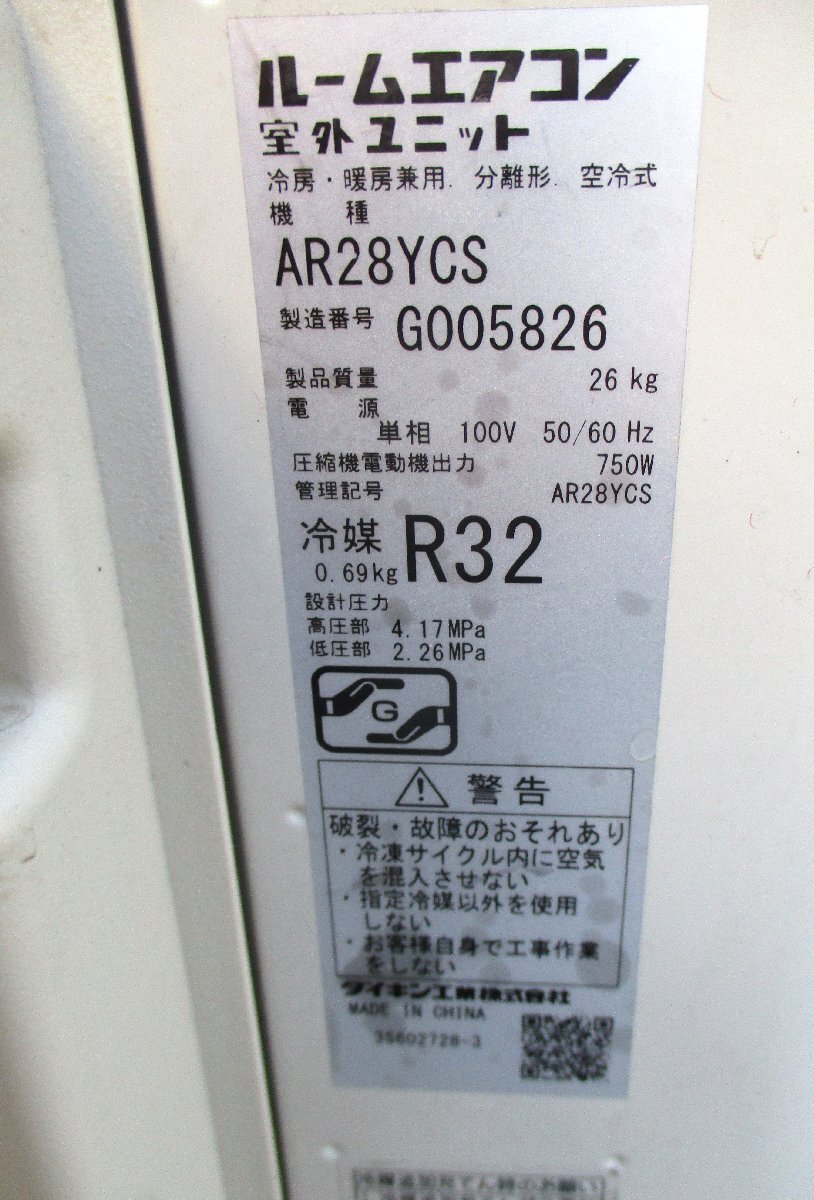 ルームエアコン
室外ユニット
冷房・暖房兼用. 分離形. 空冷式
機 種
AR28YCS
製造番号 G005826
製品質量 26 kg
電 源
単相 100V 50/60 Hz
圧縮機電動機出力 750W
管理記号 AR28YCS
冷媒 R32
0.69kg
設計圧力
高圧部 4.17MPa
低圧部 2.26MPa
G
警告
破裂・故障のおそれあり
・冷凍サイクル内に空気
を混入させない
・指定冷媒以外を使用
しない
・お客様自身で工事作業
をしない
ダイキン工業株式会社
MADE IN CHINA
3S602728-3